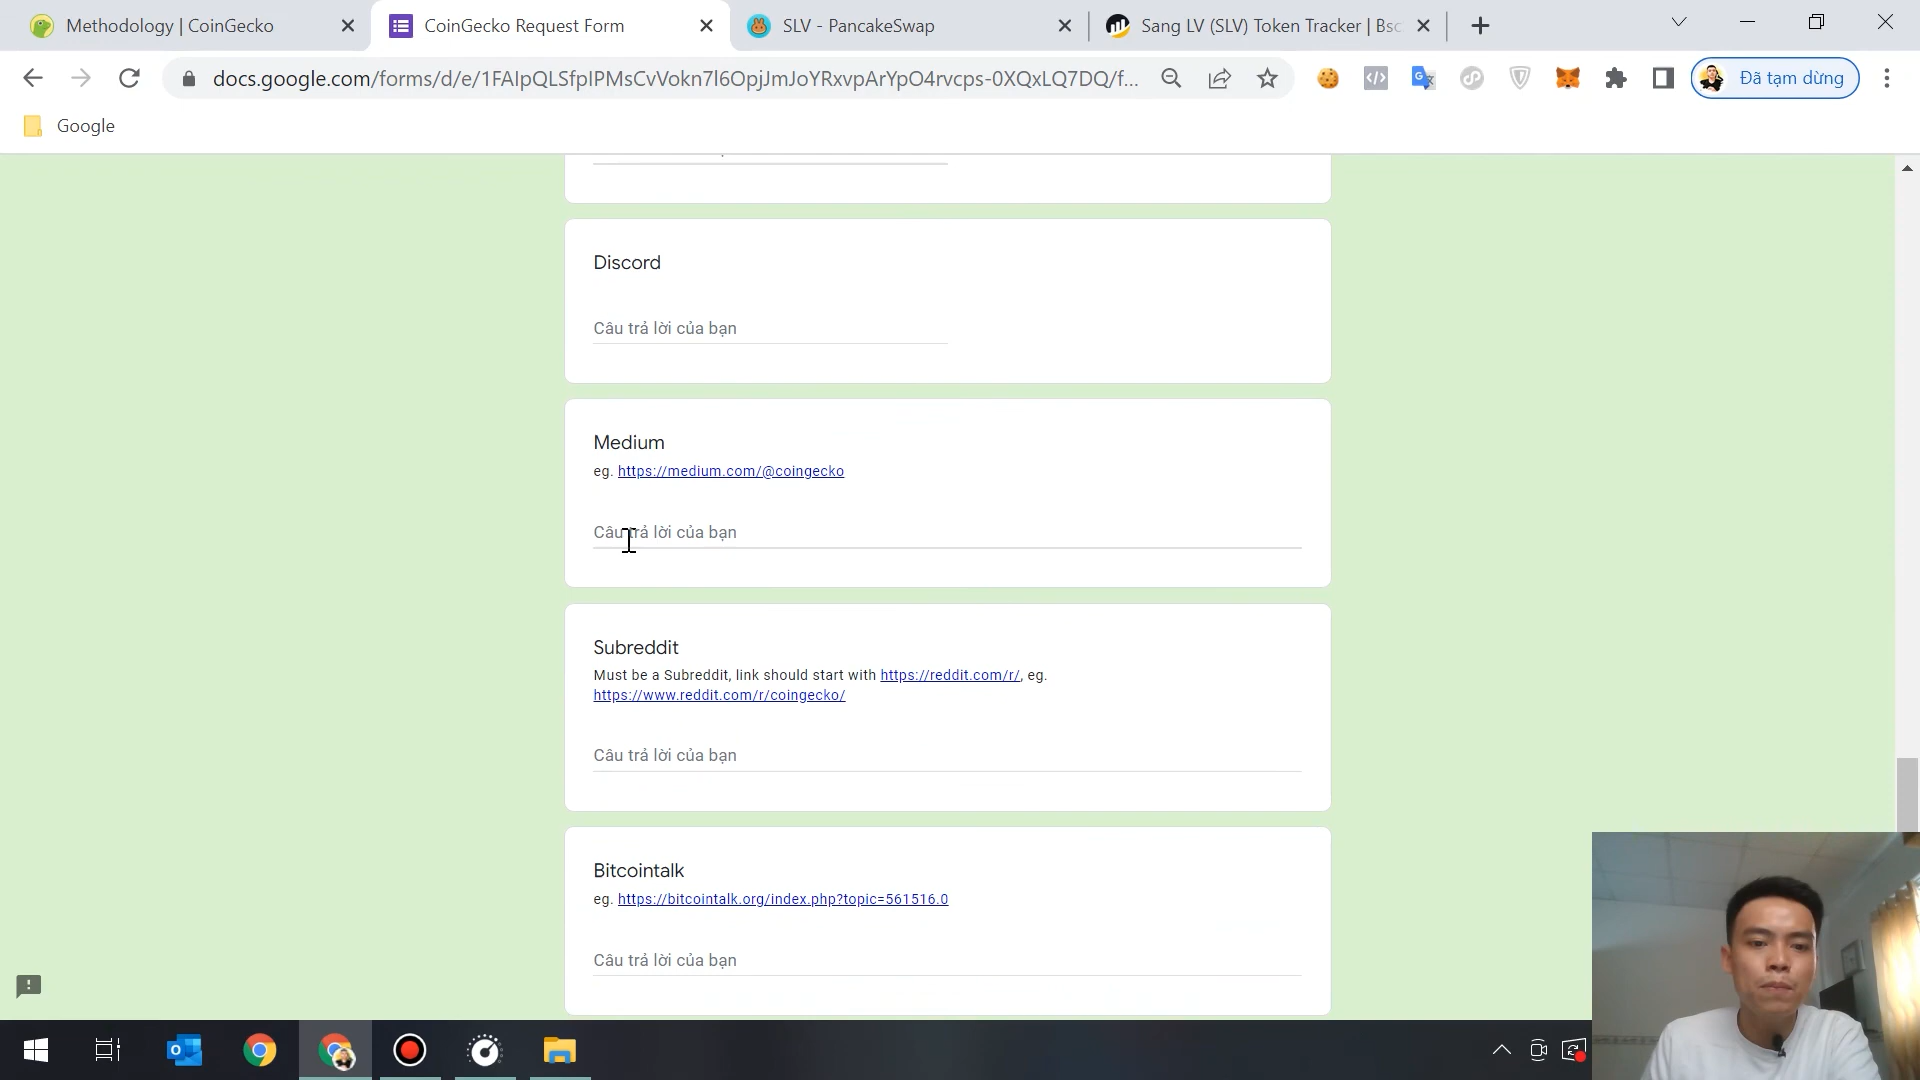 Methodology | CoinGecko
CoinGecko Request Form
SLV - PancakeSwap
Sang LV (SLV) Token Tracker | Bsc
docs.google.com/forms/d/e/1FAIpQLSfpIPMsCvVokn7l6OpjJmJoYRxvpArYpO4rvcps-0XQxLQ7DQ/f...
Đã tạm dừng
Google
Discord
Câu trả lời của bạn
Medium
eg. https://medium.com/@coingecko
Câu trả lời của bạn
Subreddit
Must be a Subreddit, link should start with https://reddit.com/r/, eg.
https://www.reddit.com/r/coingecko/
Câu trả lời của bạn
Bitcointalk
eg. https://bitcointalk.org/index.php?topic=561516.0
Câu trả lời của bạn